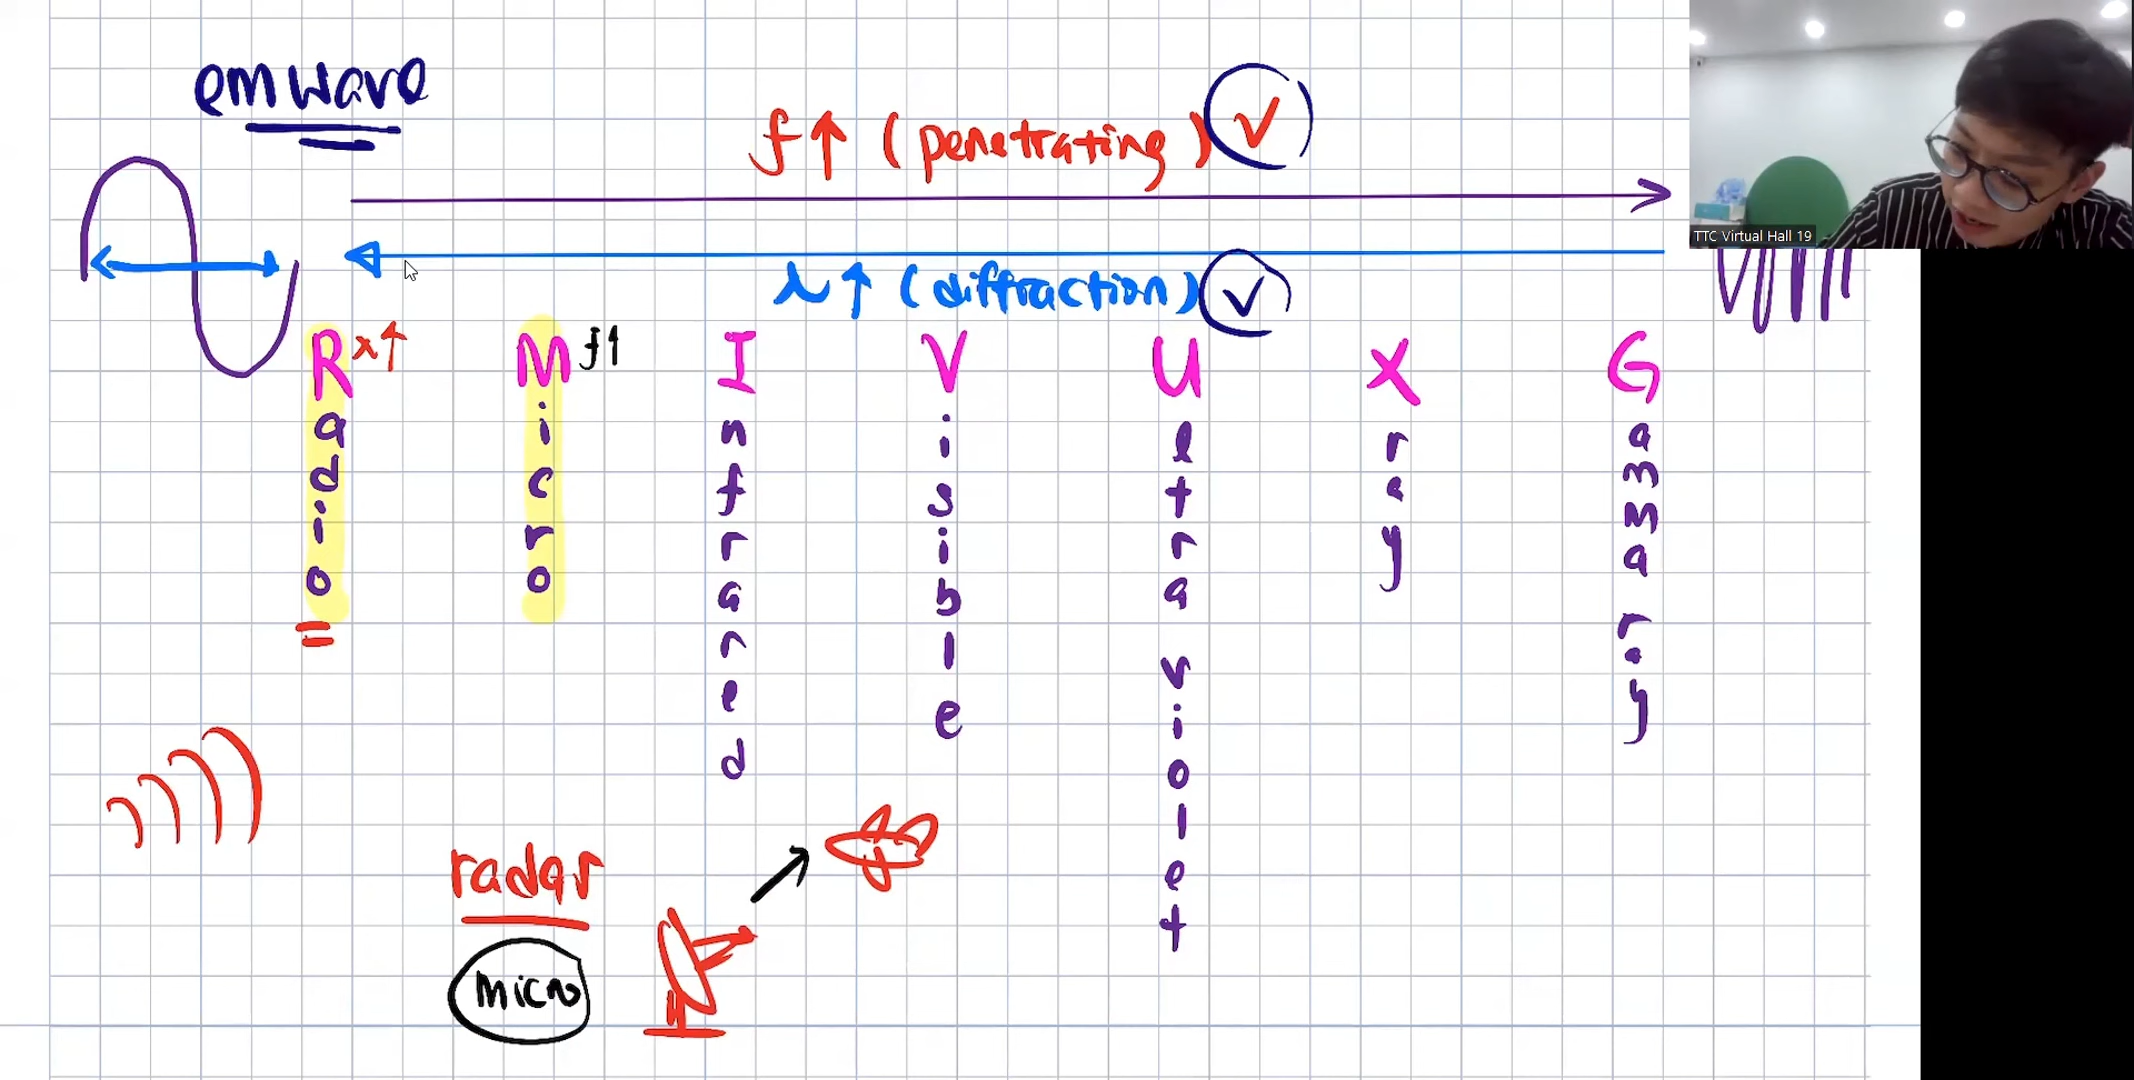 em wave
f↑ (penetrating) ✓
TTC Virtual Hall 19
λ↑ (diffraction) ✓
Radio λ↑
Micro f↑
Infrared
Visible
Ultra violet
X ray
Gamma ray
radar
micro